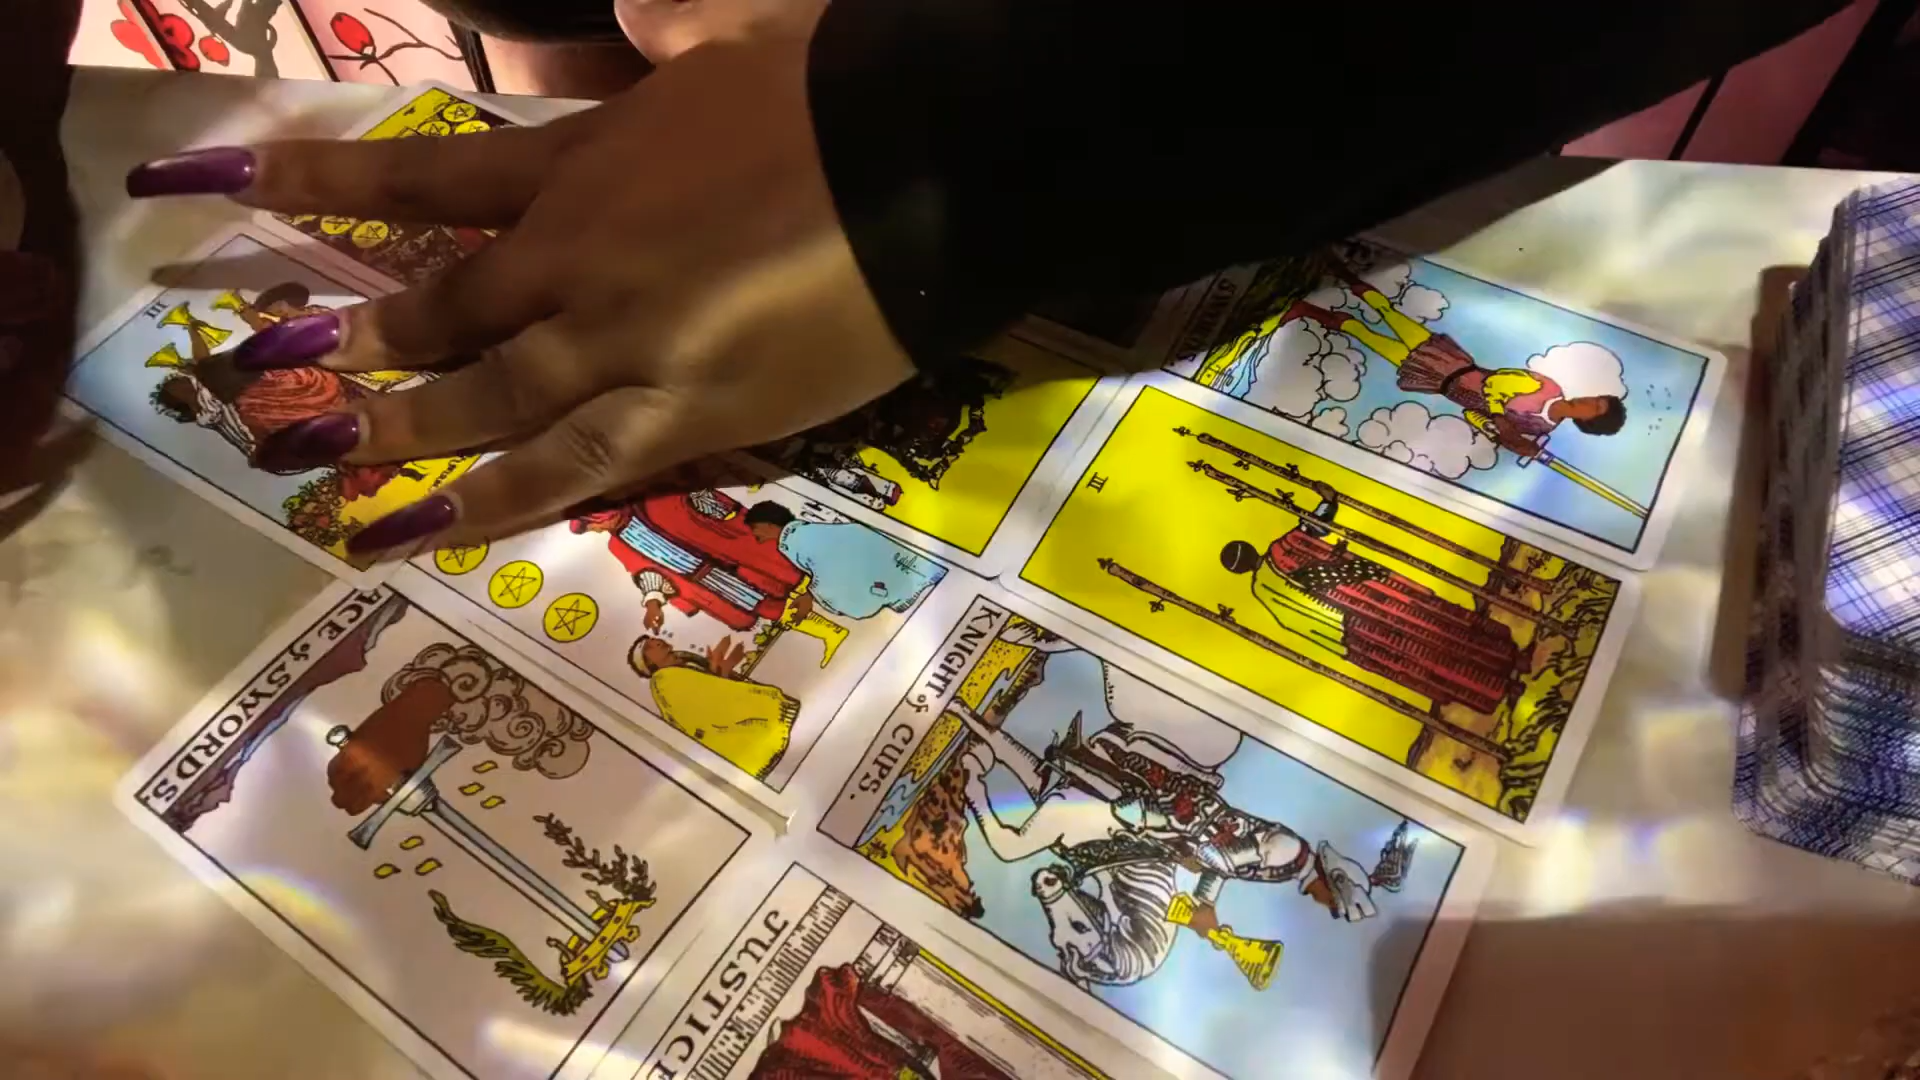 III
III
ACE of SWORDS.
KNIGHT of CUPS.
JUSTICE